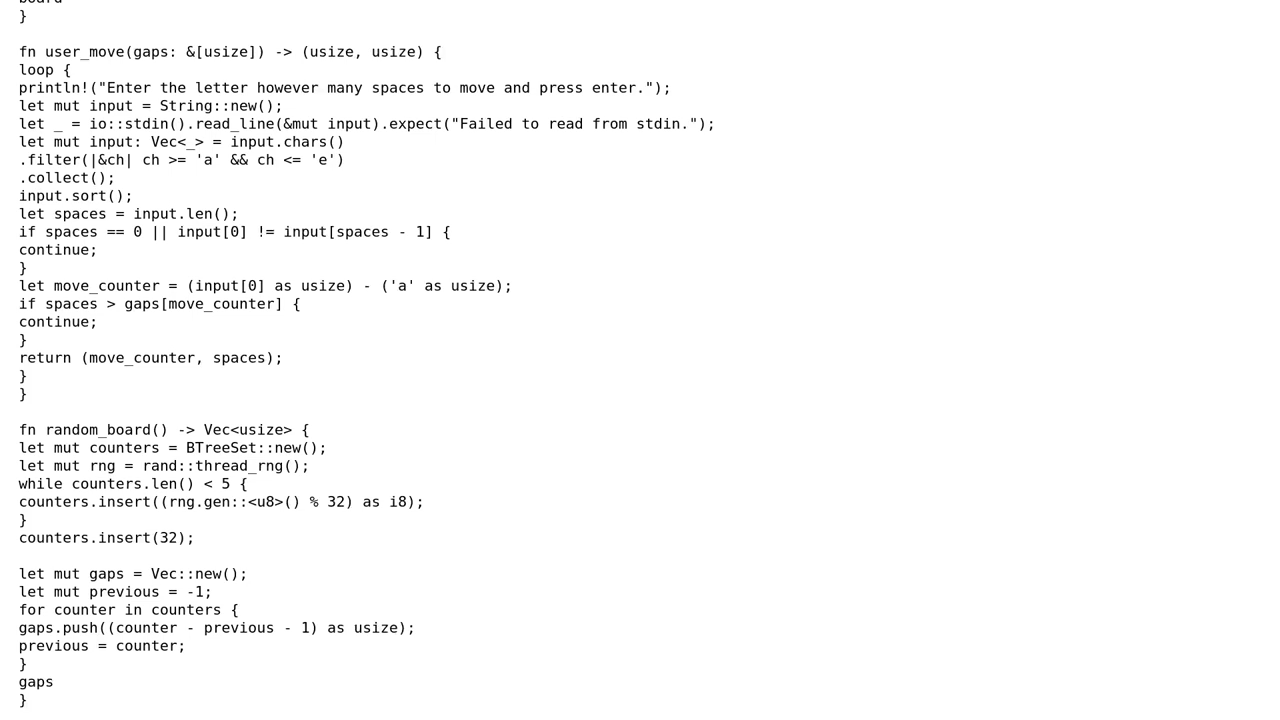 board
}

fn user_move(gaps: &[usize]) -> (usize, usize) {
loop {
println!("Enter the letter however many spaces to move and press enter.");
let mut input = String::new();
let _ = io::stdin().read_line(&mut input).expect("Failed to read from stdin.");
let mut input: Vec<_> = input.chars()
.filter(|&ch| ch >= 'a' && ch <= 'e')
.collect();
input.sort();
let spaces = input.len();
if spaces == 0 || input[0] != input[spaces - 1] {
continue;
}
let move_counter = (input[0] as usize) - ('a' as usize);
if spaces > gaps[move_counter] {
continue;
}
return (move_counter, spaces);
}
}

fn random_board() -> Vec<usize> {
let mut counters = BTreeSet::new();
let mut rng = rand::thread_rng();
while counters.len() < 5 {
counters.insert((rng.gen::<u8>() % 32) as i8);
}
counters.insert(32);

let mut gaps = Vec::new();
let mut previous = -1;
for counter in counters {
gaps.push((counter - previous - 1) as usize);
previous = counter;
}
gaps
}